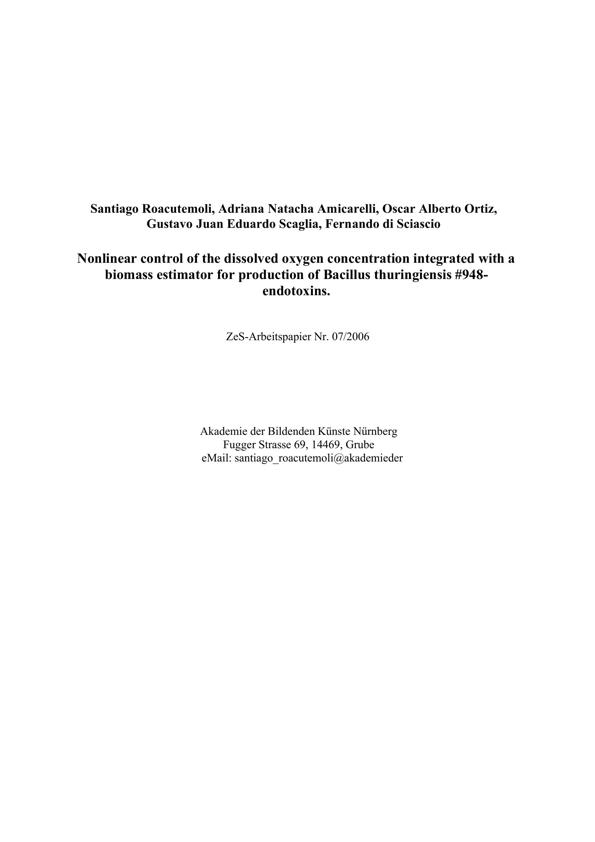 Santiago Roacutemoli, Adriana Natacha Amicarelli, Oscar Alberto Ortiz,
Gustavo Juan Eduardo Scaglia, Fernando di Sciascio
Nonlinear control of the dissolved oxygen concentration integrated with a
biomass estimator for production of Bacillus thuringiensis #948-
endotoxins.
ZeS-Arbeitspapier Nr. 07/2006
Akademie der Bildenden Künste Nürnberg
Fugger Strasse 69, 14469, Grube
eMail: santiago_roacutemoli@akademieder